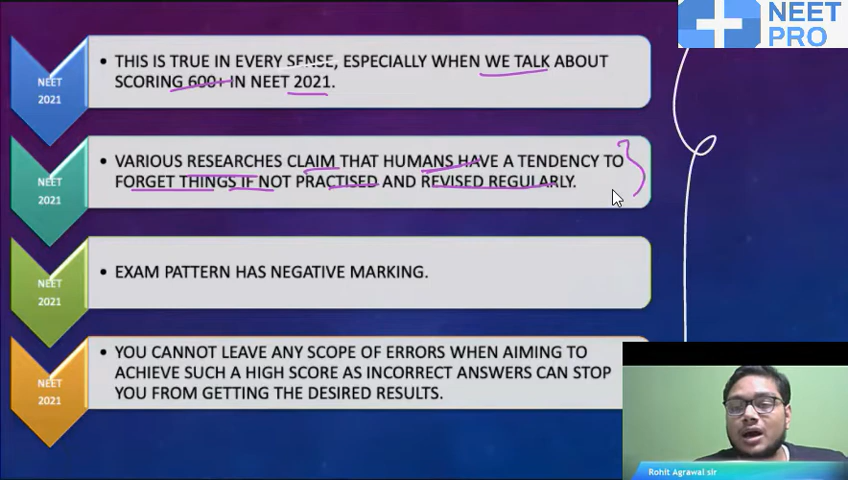 NEET
PRO
NEET
2021
• THIS IS TRUE IN EVERY SENSE, ESPECIALLY WHEN WE TALK ABOUT
SCORING 600+ IN NEET 2021.
NEET
2021
• VARIOUS RESEARCHES CLAIM THAT HUMANS HAVE A TENDENCY TO
FORGET THINGS IF NOT PRACTISED AND REVISED REGULARLY.
NEET
2021
• EXAM PATTERN HAS NEGATIVE MARKING.
NEET
2021
• YOU CANNOT LEAVE ANY SCOPE OF ERRORS WHEN AIMING TO
ACHIEVE SUCH A HIGH SCORE AS INCORRECT ANSWERS CAN STOP
YOU FROM GETTING THE DESIRED RESULTS.
Rohit Agrawal sir